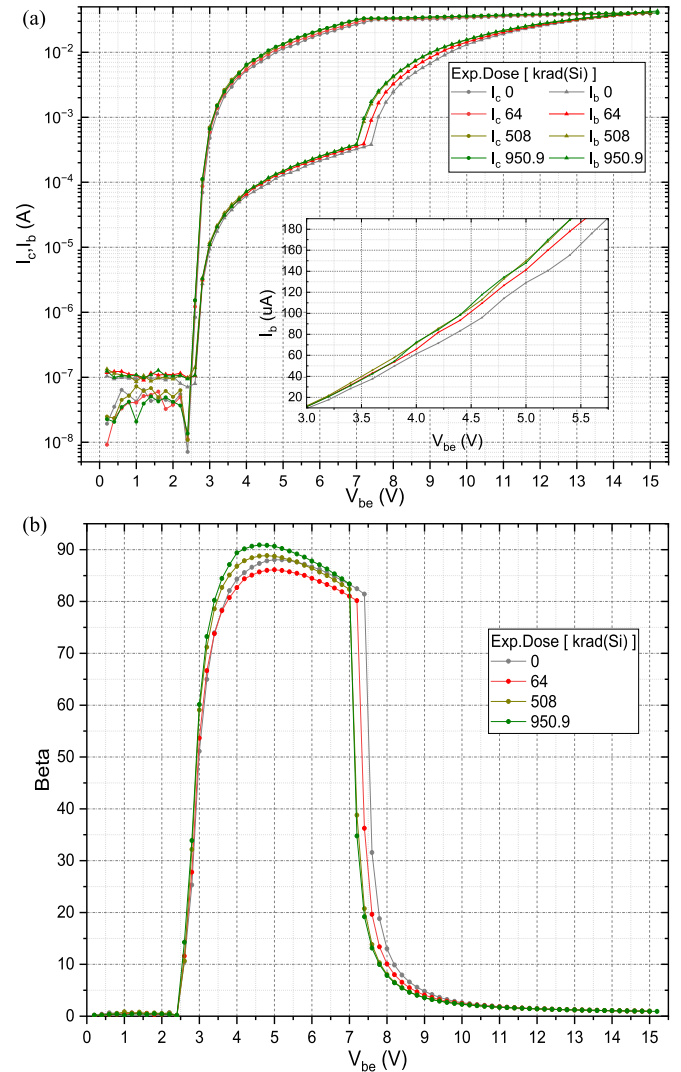 (a)
10⁻¹
10⁻²
10⁻³
10⁻⁴
10⁻⁵
10⁻⁶
10⁻⁷
10⁻⁸
I_c,I_b (A)
Exp.Dose [ krad(Si) ]
I_c 0 I_b 0
I_c 64 I_b 64
I_c 508 I_b 508
I_c 950.9 I_b 950.9
180
160
140
120
100
80
60
40
20
I_b (uA)
3.0 3.5 4.0 4.5 5.0 5.5
V_be (V)
0 1 2 3 4 5 6 7 8 9 10 11 12 13 14 15
V_be (V)
(b)
90
80
70
60
50
40
30
20
10
0
Beta
Exp.Dose [ krad(Si) ]
0
64
508
950.9
0 1 2 3 4 5 6 7 8 9 10 11 12 13 14 15
V_be (V)